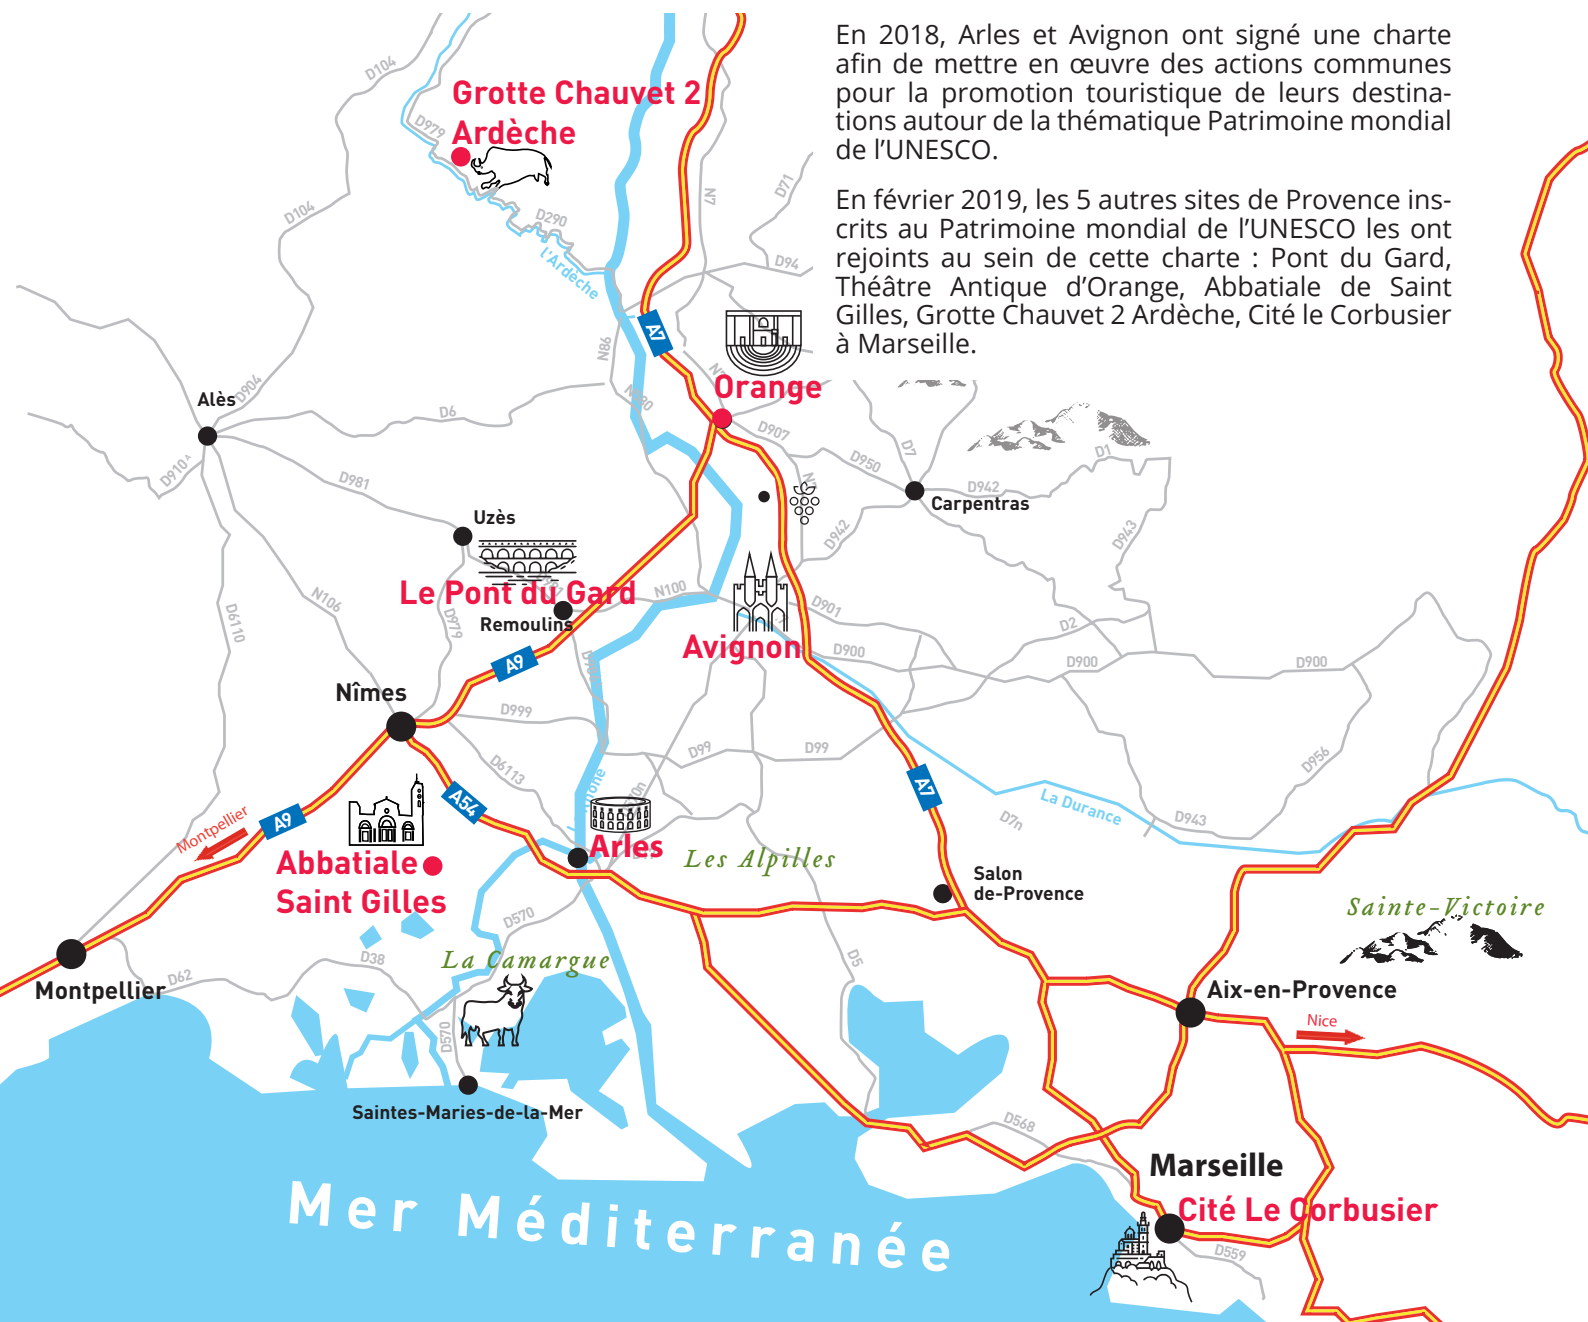 En 2018, Arles et Avignon ont signé une charte
afin de mettre en œuvre des actions communes
pour la promotion touristique de leurs destina-
tions autour de la thématique Patrimoine mondial
de l'UNESCO.
En février 2019, les 5 autres sites de Provence ins-
crits au Patrimoine mondial de l'UNESCO les ont
rejoints au sein de cette charte : Pont du Gard,
Théâtre Antique d'Orange, Abbatiale de Saint
Gilles, Grotte Chauvet 2 Ardèche, Cité le Corbusier
à Marseille.
D104
Grotte Chauvet 2
Ardèche
D979
D104
D290
l'Ardèche
N7
D71
D94
A7
N86
Orange
D904
Alès
D6
D907
D7
D950
D1
D910A
D981
D942
Carpentras
Uzès
D942
D943
Le Pont du Gard
N100
Remoulins
N106
D979
D6110
D901
D2
Avignon
D900
D900
D900
A9
Nîmes
D999
D99
D99
D956
D6113
A54
A7
La Durance
D943
D7n
Montpellier
A9
Arles
Les Alpilles
Abbatiale
Saint Gilles
Salon
de-Provence
Sainte-Victoire
D570
D38
La Camargue
D5
D62
Montpellier
Aix-en-Provence
Nice
D570
Saintes-Maries-de-la-Mer
D568
Marseille
Cité Le Corbusier
Mer Méditerranée
D559